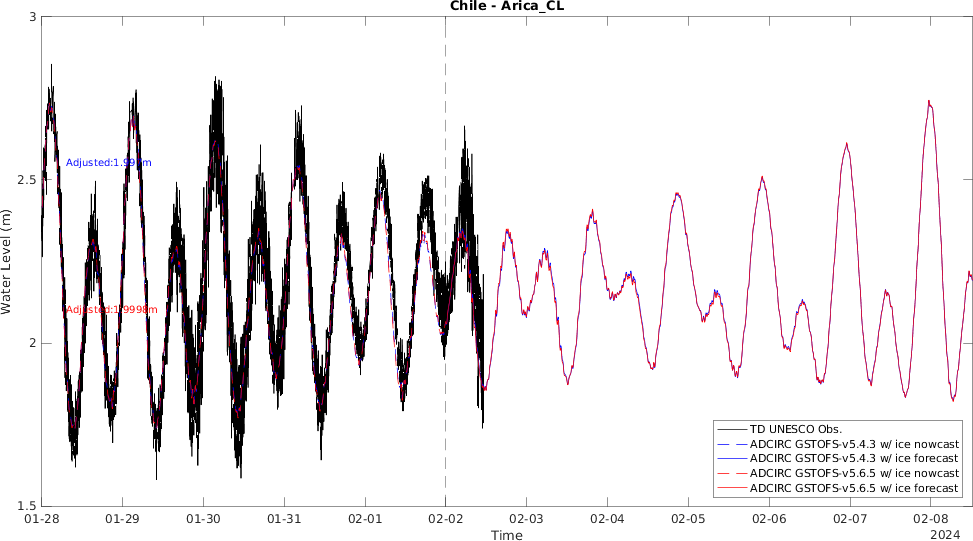 Chile - Arica_CL
3
2.5
2
1.5
Water Level (m)
Adjusted:1.9998m
01-28
01-29
01-30
01-31
02-01
02-02
02-03
02-04
02-05
02-06
02-07
02-08
Time
2024
TD UNESCO Obs.
ADCIRC GSTOFS-v5.4.3 w/ ice nowcast
ADCIRC GSTOFS-v5.4.3 w/ ice forecast
ADCIRC GSTOFS-v5.6.5 w/ ice nowcast
ADCIRC GSTOFS-v5.6.5 w/ ice forecast